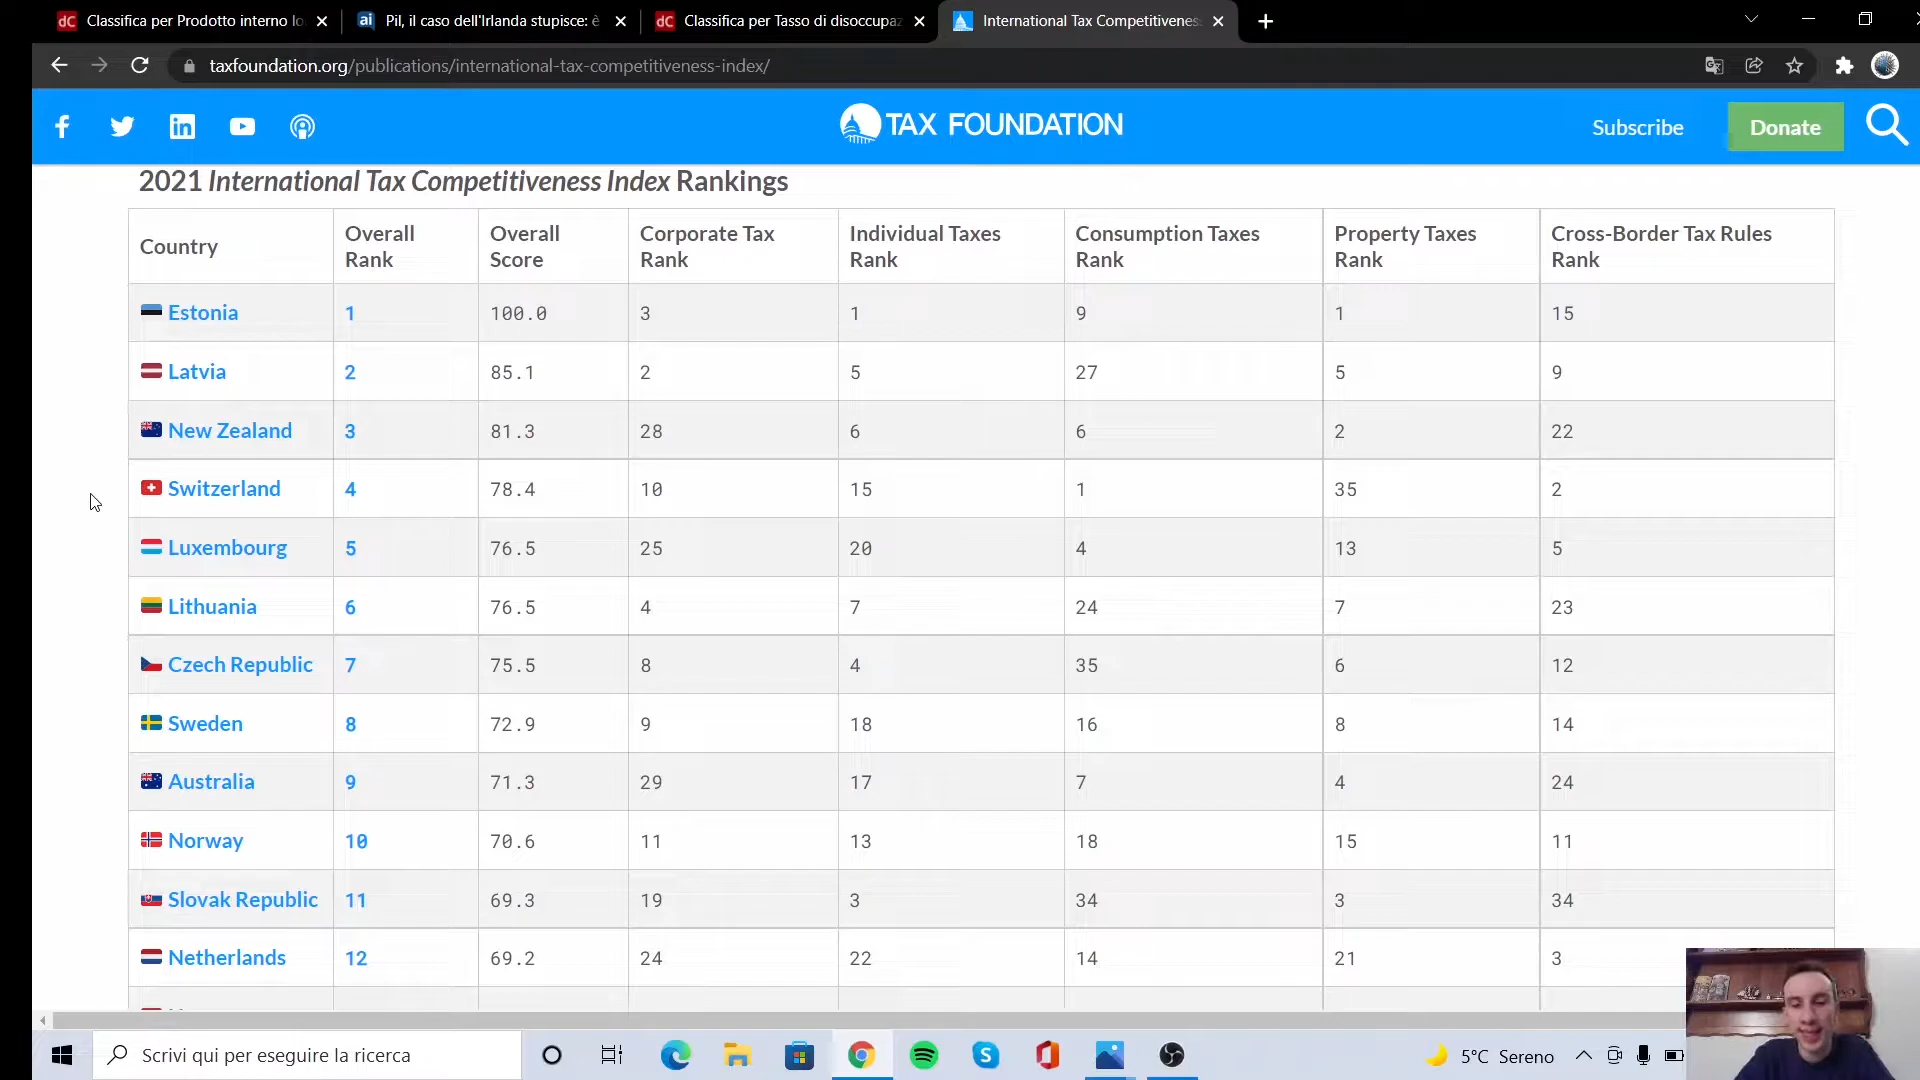 Classifica per Prodotto interno lo
Pil, il caso dell'Irlanda stupisce: è
Classifica per Tasso di disoccupaz
International Tax Competitivenes
taxfoundation.org/publications/international-tax-competitiveness-index/
TAX FOUNDATION
Subscribe
Donate
2021 International Tax Competitiveness Index Rankings
Country Overall Rank Overall Score Corporate Tax Rank Individual Taxes Rank Consumption Taxes Rank Property Taxes Rank Cross-Border Tax Rules Rank
Estonia 1 100.0 3 1 9 1 15
Latvia 2 85.1 2 5 27 5 9
New Zealand 3 81.3 28 6 6 2 22
Switzerland 4 78.4 10 15 1 35 2
Luxembourg 5 76.5 25 20 4 13 5
Lithuania 6 76.5 4 7 24 7 23
Czech Republic 7 75.5 8 4 35 6 12
Sweden 8 72.9 9 18 16 8 14
Australia 9 71.3 29 17 7 4 24
Norway 10 70.6 11 13 18 15 11
Slovak Republic 11 69.3 19 3 34 3 34
Netherlands 12 69.2 24 22 14 21 3
Scrivi qui per eseguire la ricerca
5°C Sereno